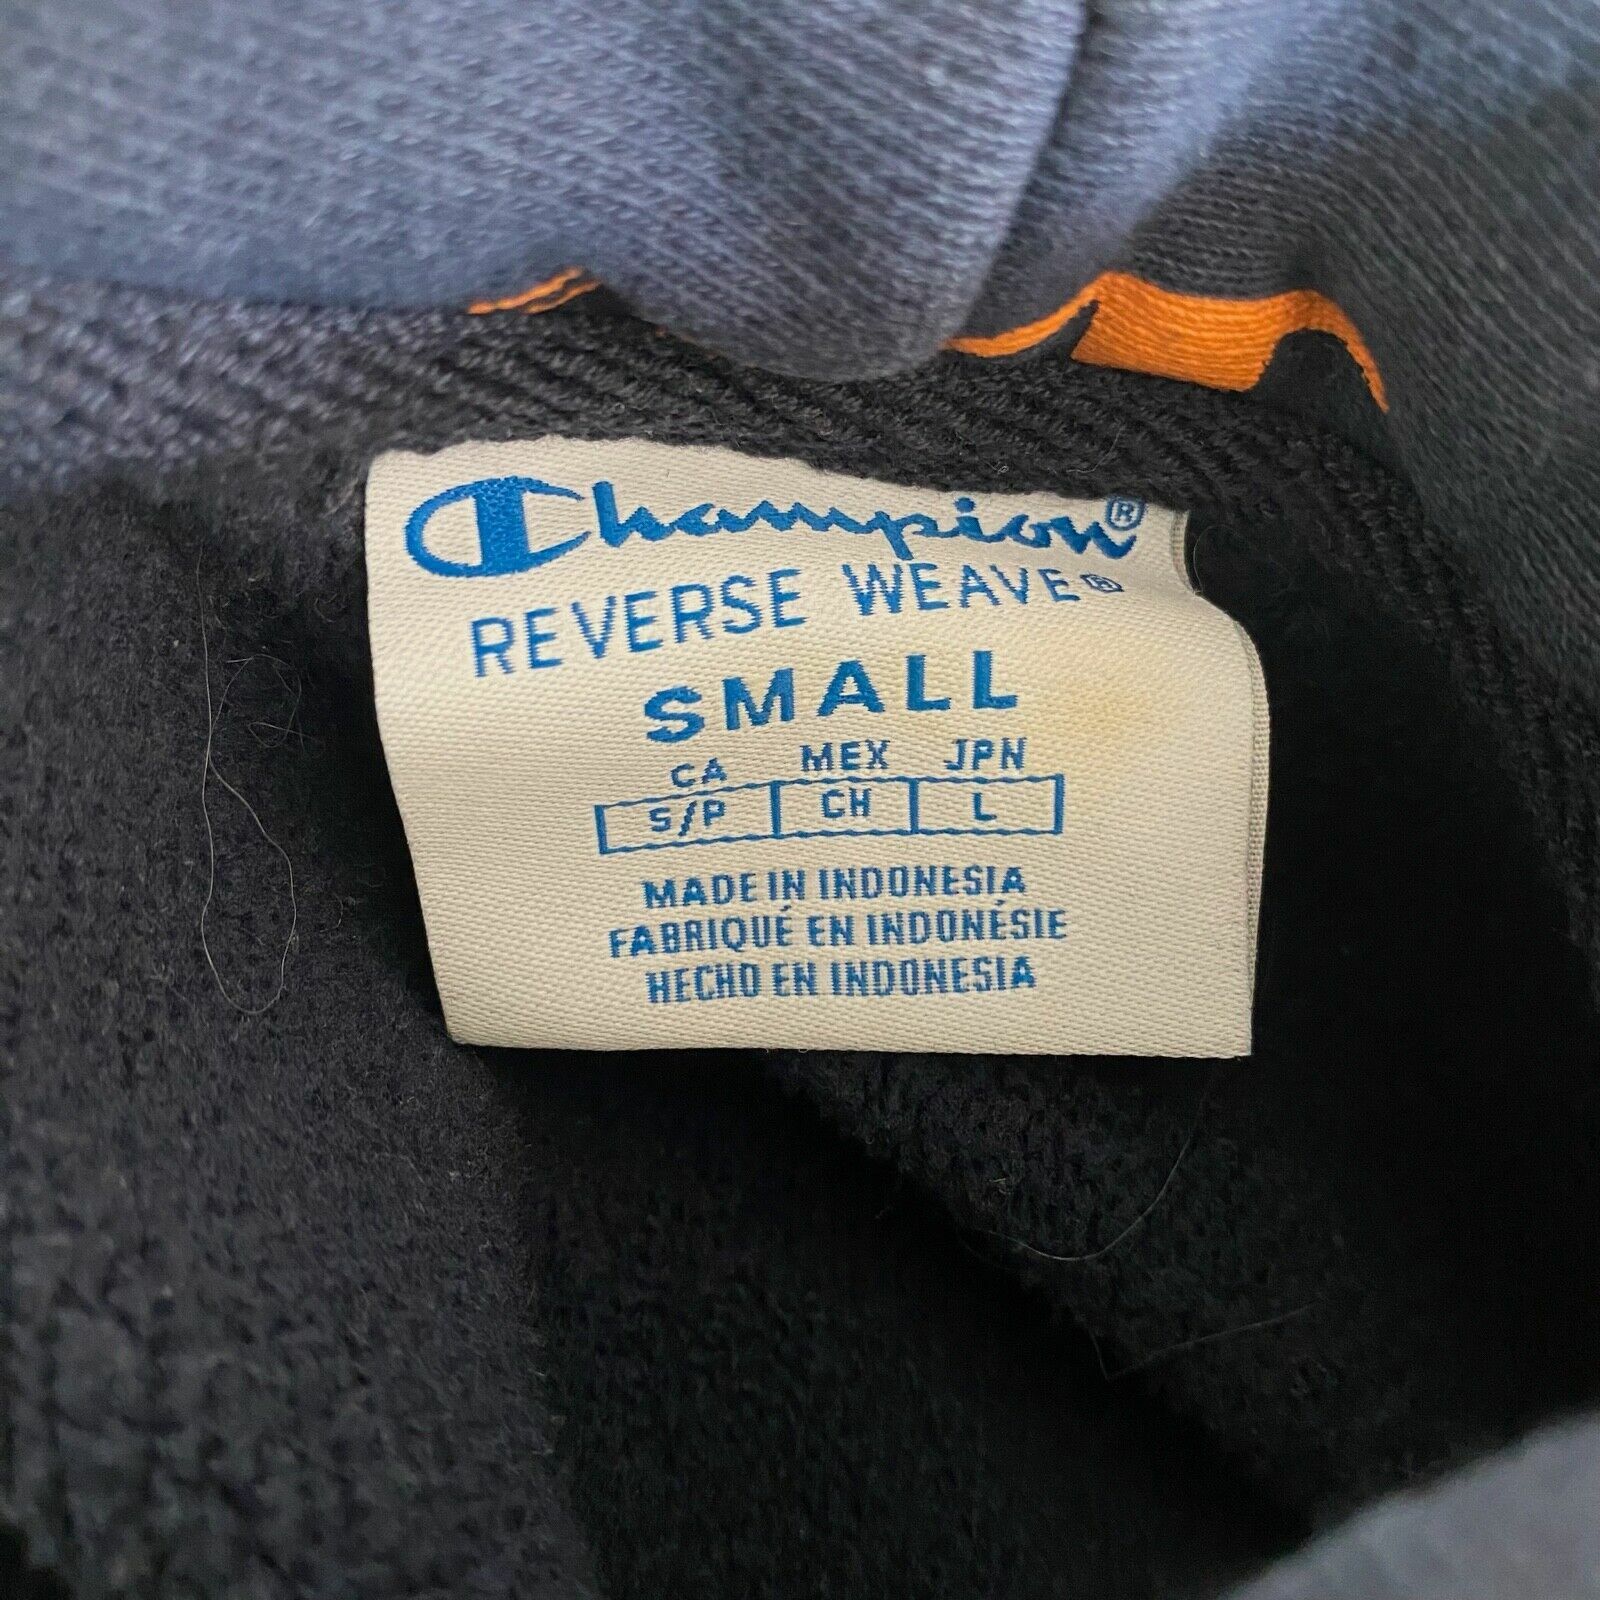 Champion®
REVERSE WEAVE®
SMALL
CA MEX JPN
S/P CH L
MADE IN INDONESIA
FABRIQUÉ EN INDONÉSIE
HECHO EN INDONESIA